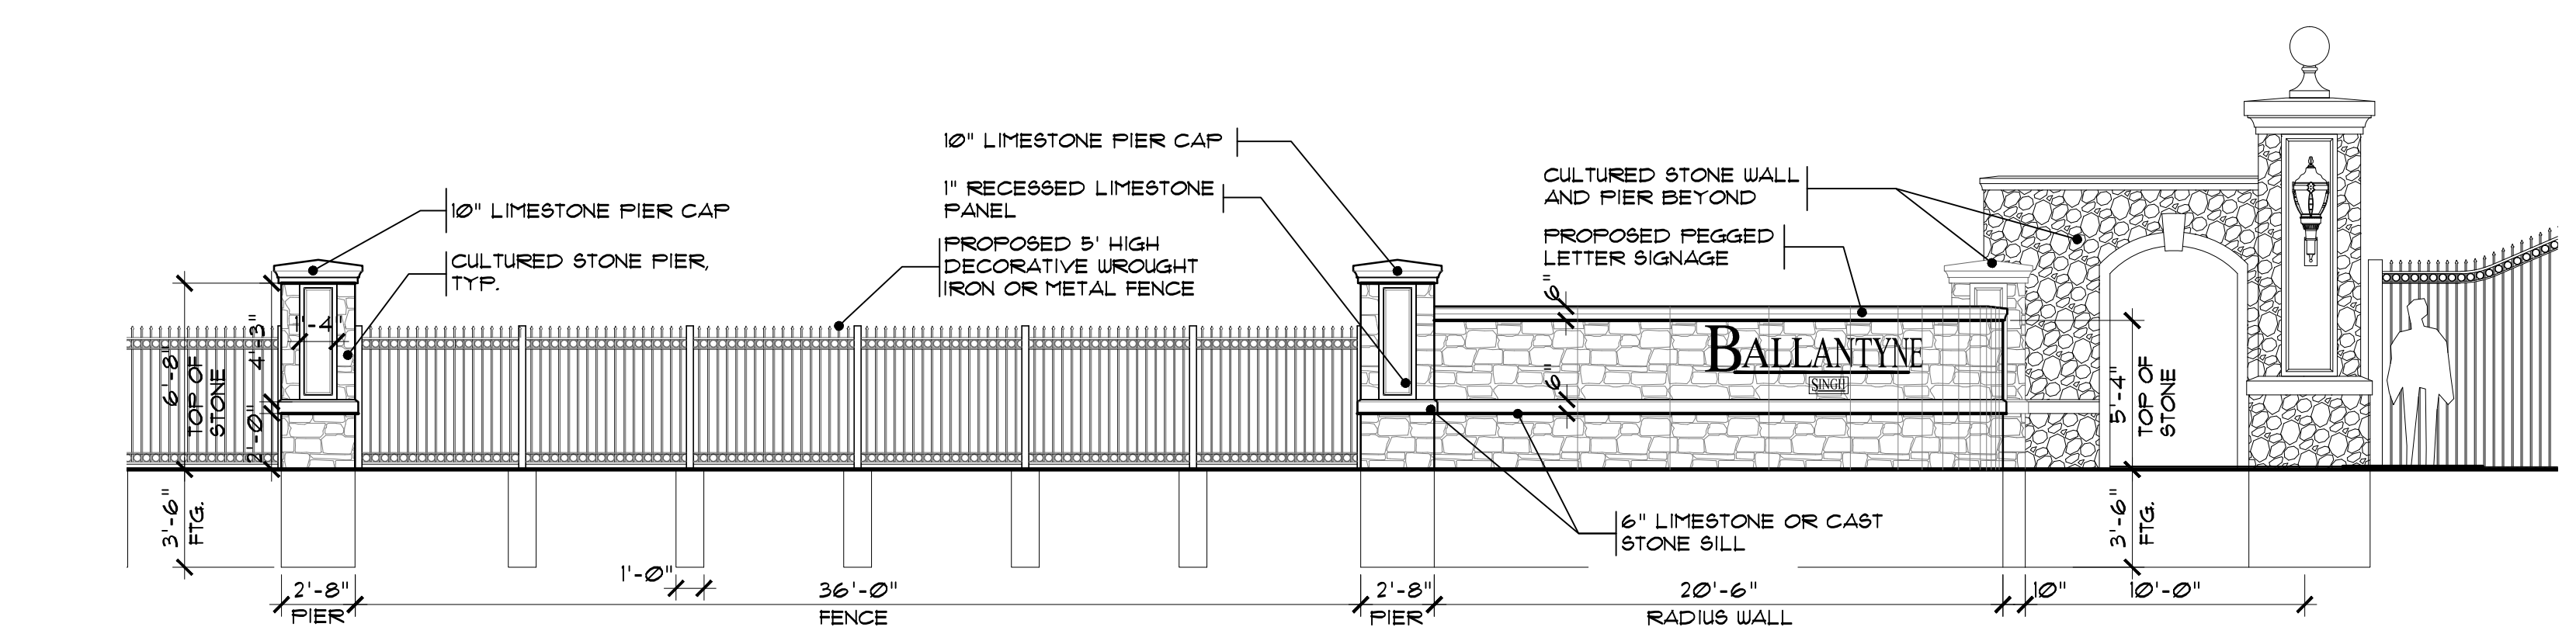 10" LIMESTONE PIER CAP
1" RECESSED LIMESTONE
PANEL
PROPOSED 5' HIGH
DECORATIVE WROUGHT
IRON OR METAL FENCE
10" LIMESTONE PIER CAP
CULTURED STONE PIER,
TYP.
CULTURED STONE WALL
AND PIER BEYOND
PROPOSED PEGGED
LETTER SIGNAGE
6"
6"
BALLANTYNE
SINGH
1'-4"
4'-3"
2'-0"
6'-8"
TOP OF
STONE
3'-6"
FTG.
5'-4"
TOP OF
STONE
3'-6"
FTG.
6" LIMESTONE OR CAST
STONE SILL
1'-0"
2'-8"
PIER
36'-0"
FENCE
2'-8"
PIER
20'-6"
RADIUS WALL
10"
10'-0"